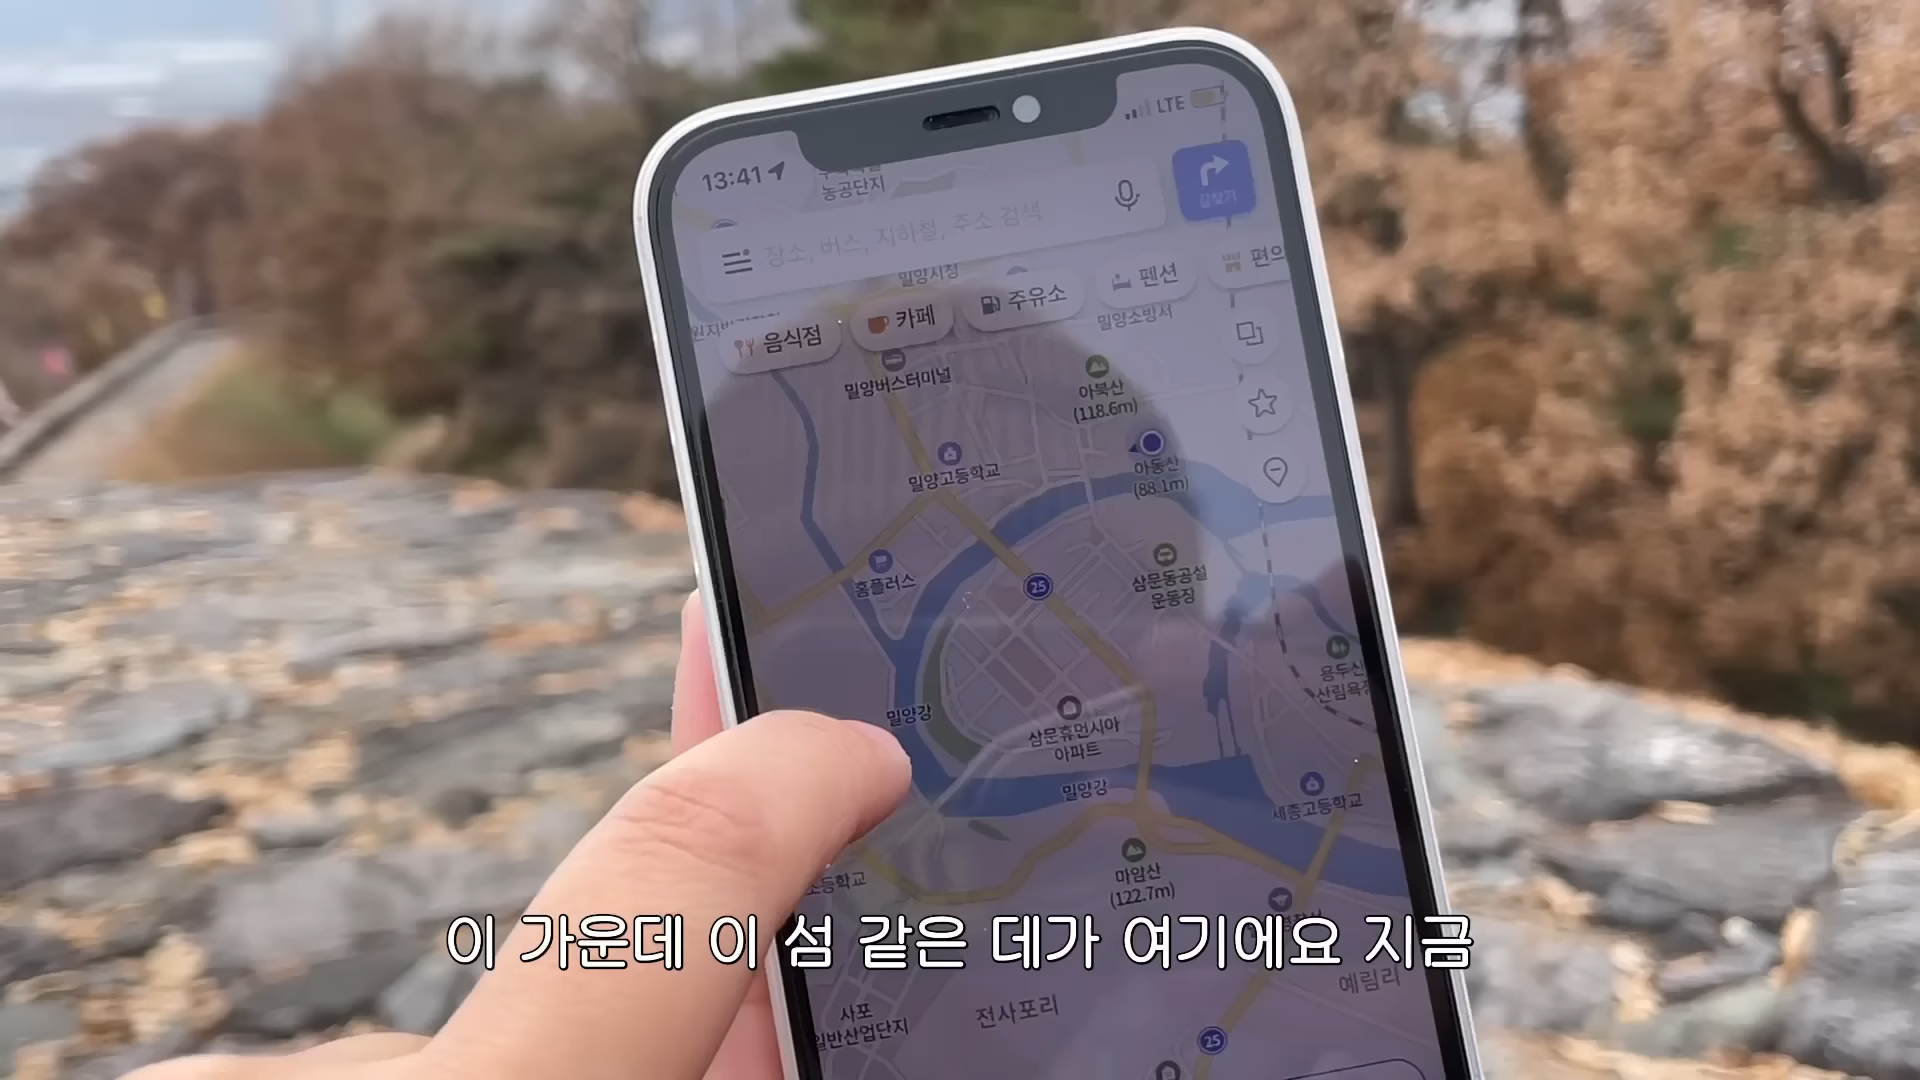 13:41
LTE
농공단지
장소, 버스, 지하철, 주소 검색
길찾기
밀양시청
음식점
카페
주유소
펜션
편의
밀양소방서
밀양버스터미널
아북산
(118.6m)
밀양고등학교
아동산
(88.1m)
홈플러스
25
삼문동공설
운동장
용두산
산림욕장
밀양강
삼문휴먼시아
아파트
밀양강
세종고등학교
마암산
(122.7m)
초등학교
이 가운데 이 섬 같은 데가 여기에요 지금
예림리
사포
일반산업단지
전사포리
25